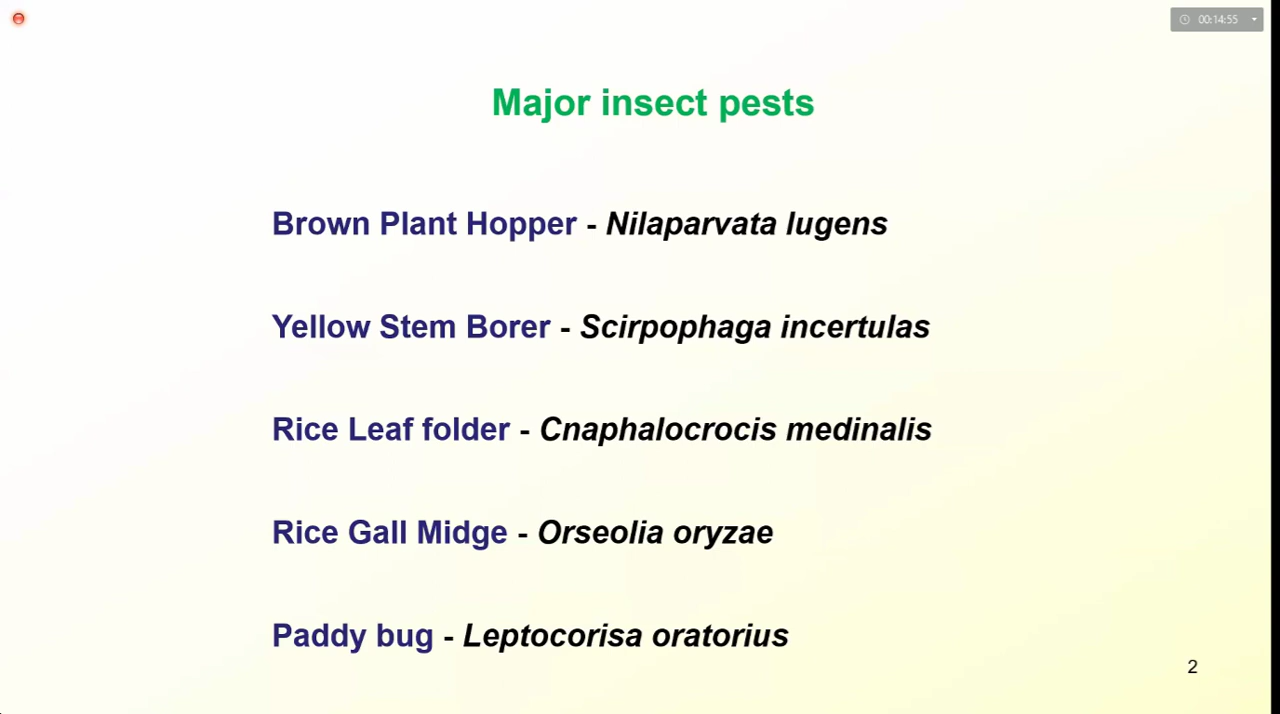 00:14:55
Major insect pests
Brown Plant Hopper - Nilaparvata lugens
Yellow Stem Borer - Scirpophaga incertulas
Rice Leaf folder - Cnaphalocrocis medinalis
Rice Gall Midge - Orseolia oryzae
Paddy bug - Leptocorisa oratorius
2